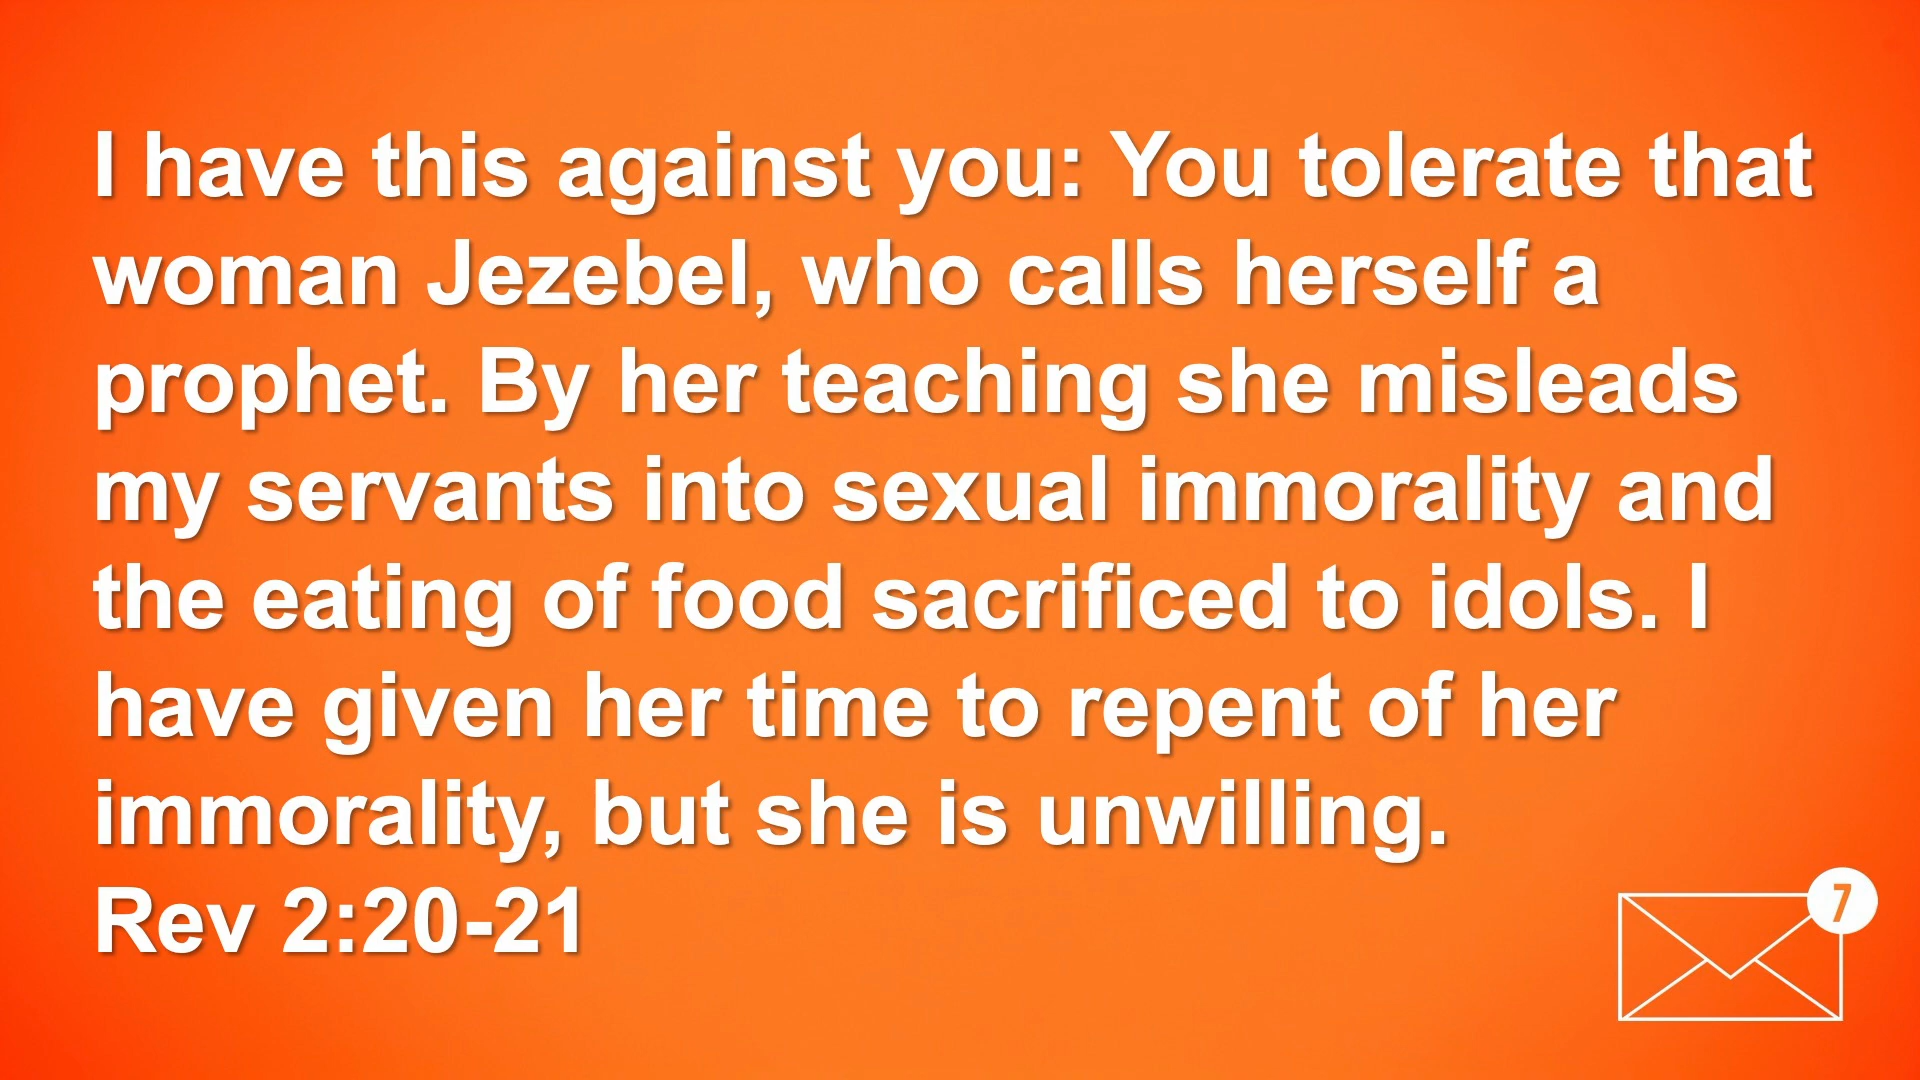 I have this against you: You tolerate that
woman Jezebel, who calls herself a
prophet. By her teaching she misleads
my servants into sexual immorality and
the eating of food sacrificed to idols. I
have given her time to repent of her
immorality, but she is unwilling.
Rev 2:20-21
7